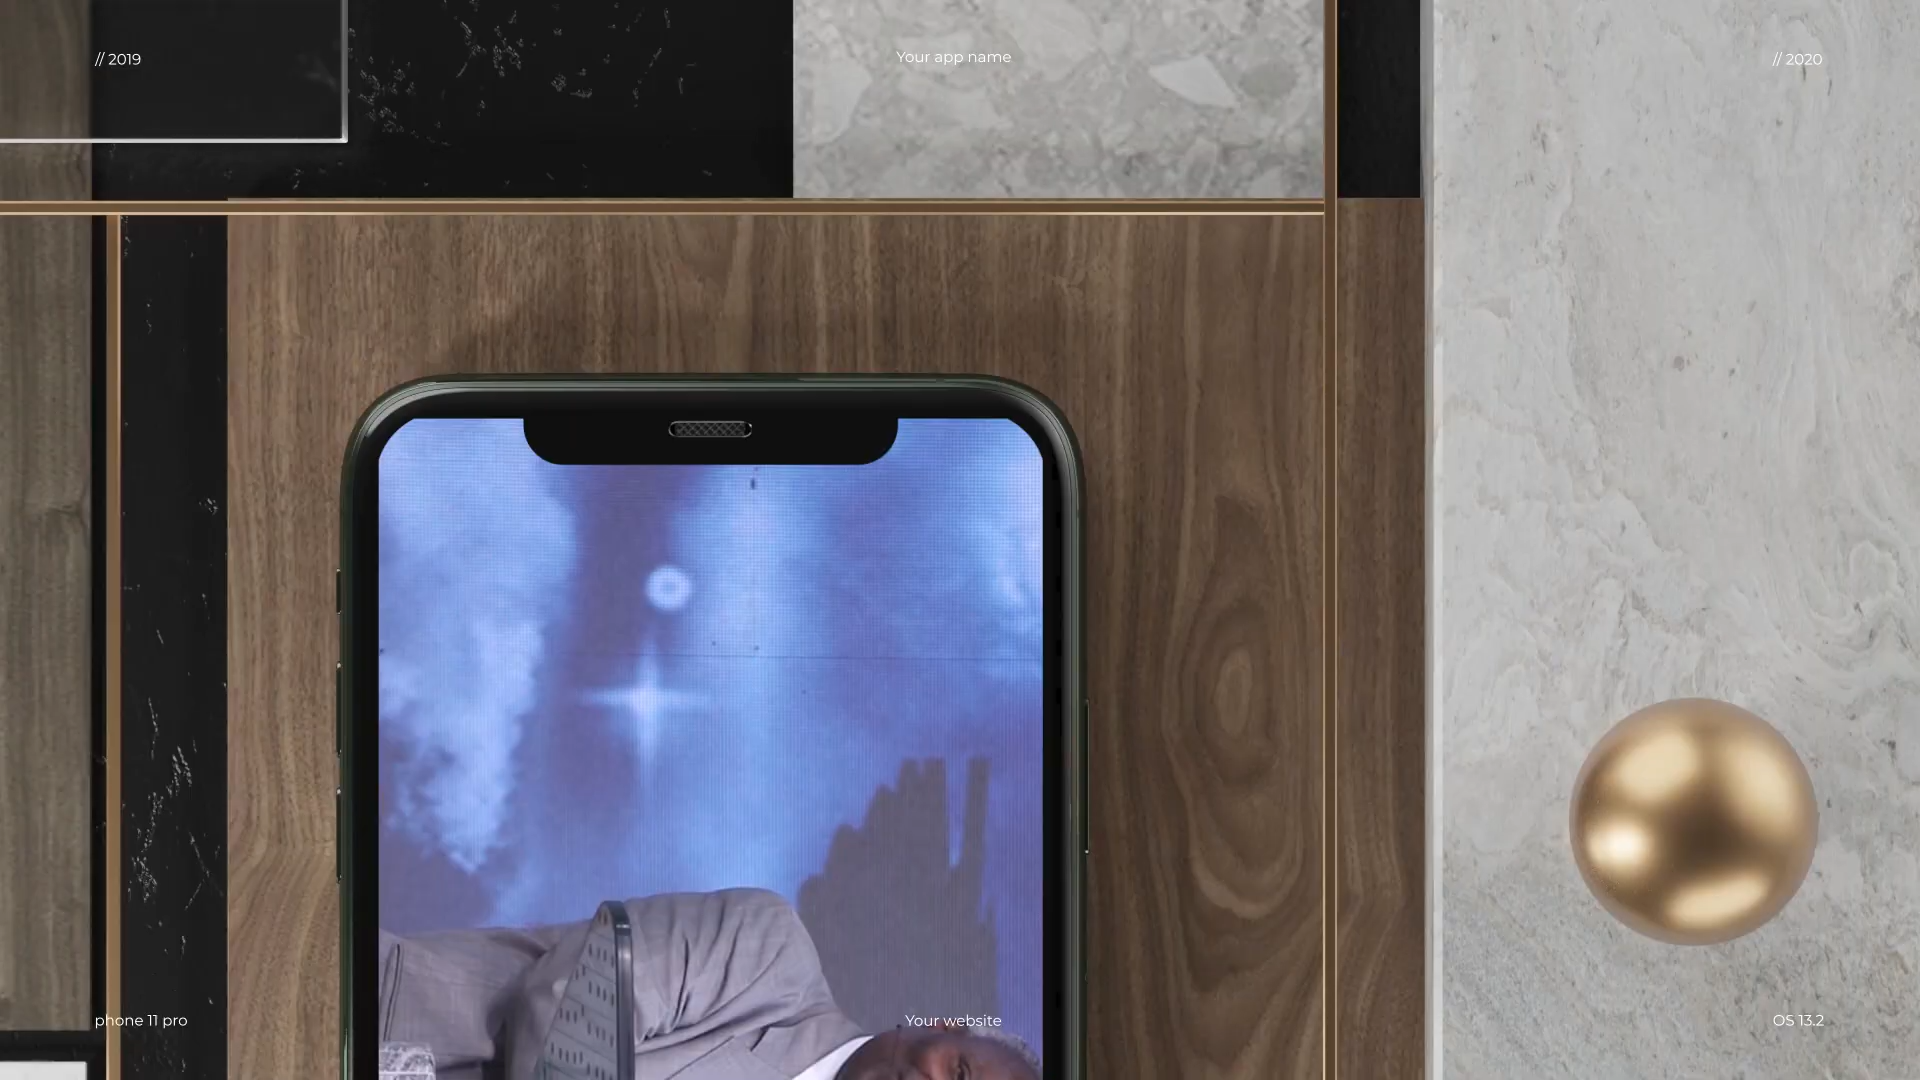 // 2019
Your app name
// 2020
phone 11 pro
Your website
OS 13.2